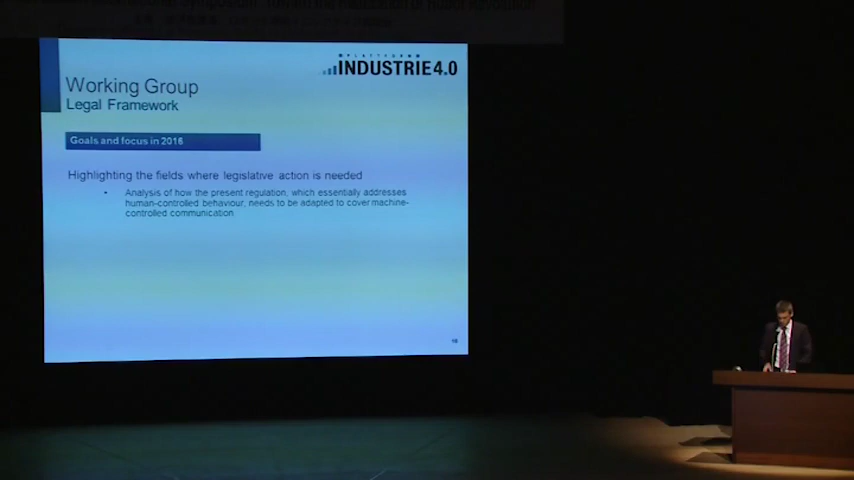 PLATTFORM
INDUSTRIE4.0
Working Group
Legal Framework
Goals and focus in 2016
Highlighting the fields where legislative action is needed
• Analysis of how the present regulation, which essentially addresses
human-controlled behaviour, needs to be adapted to cover machine-
controlled communication